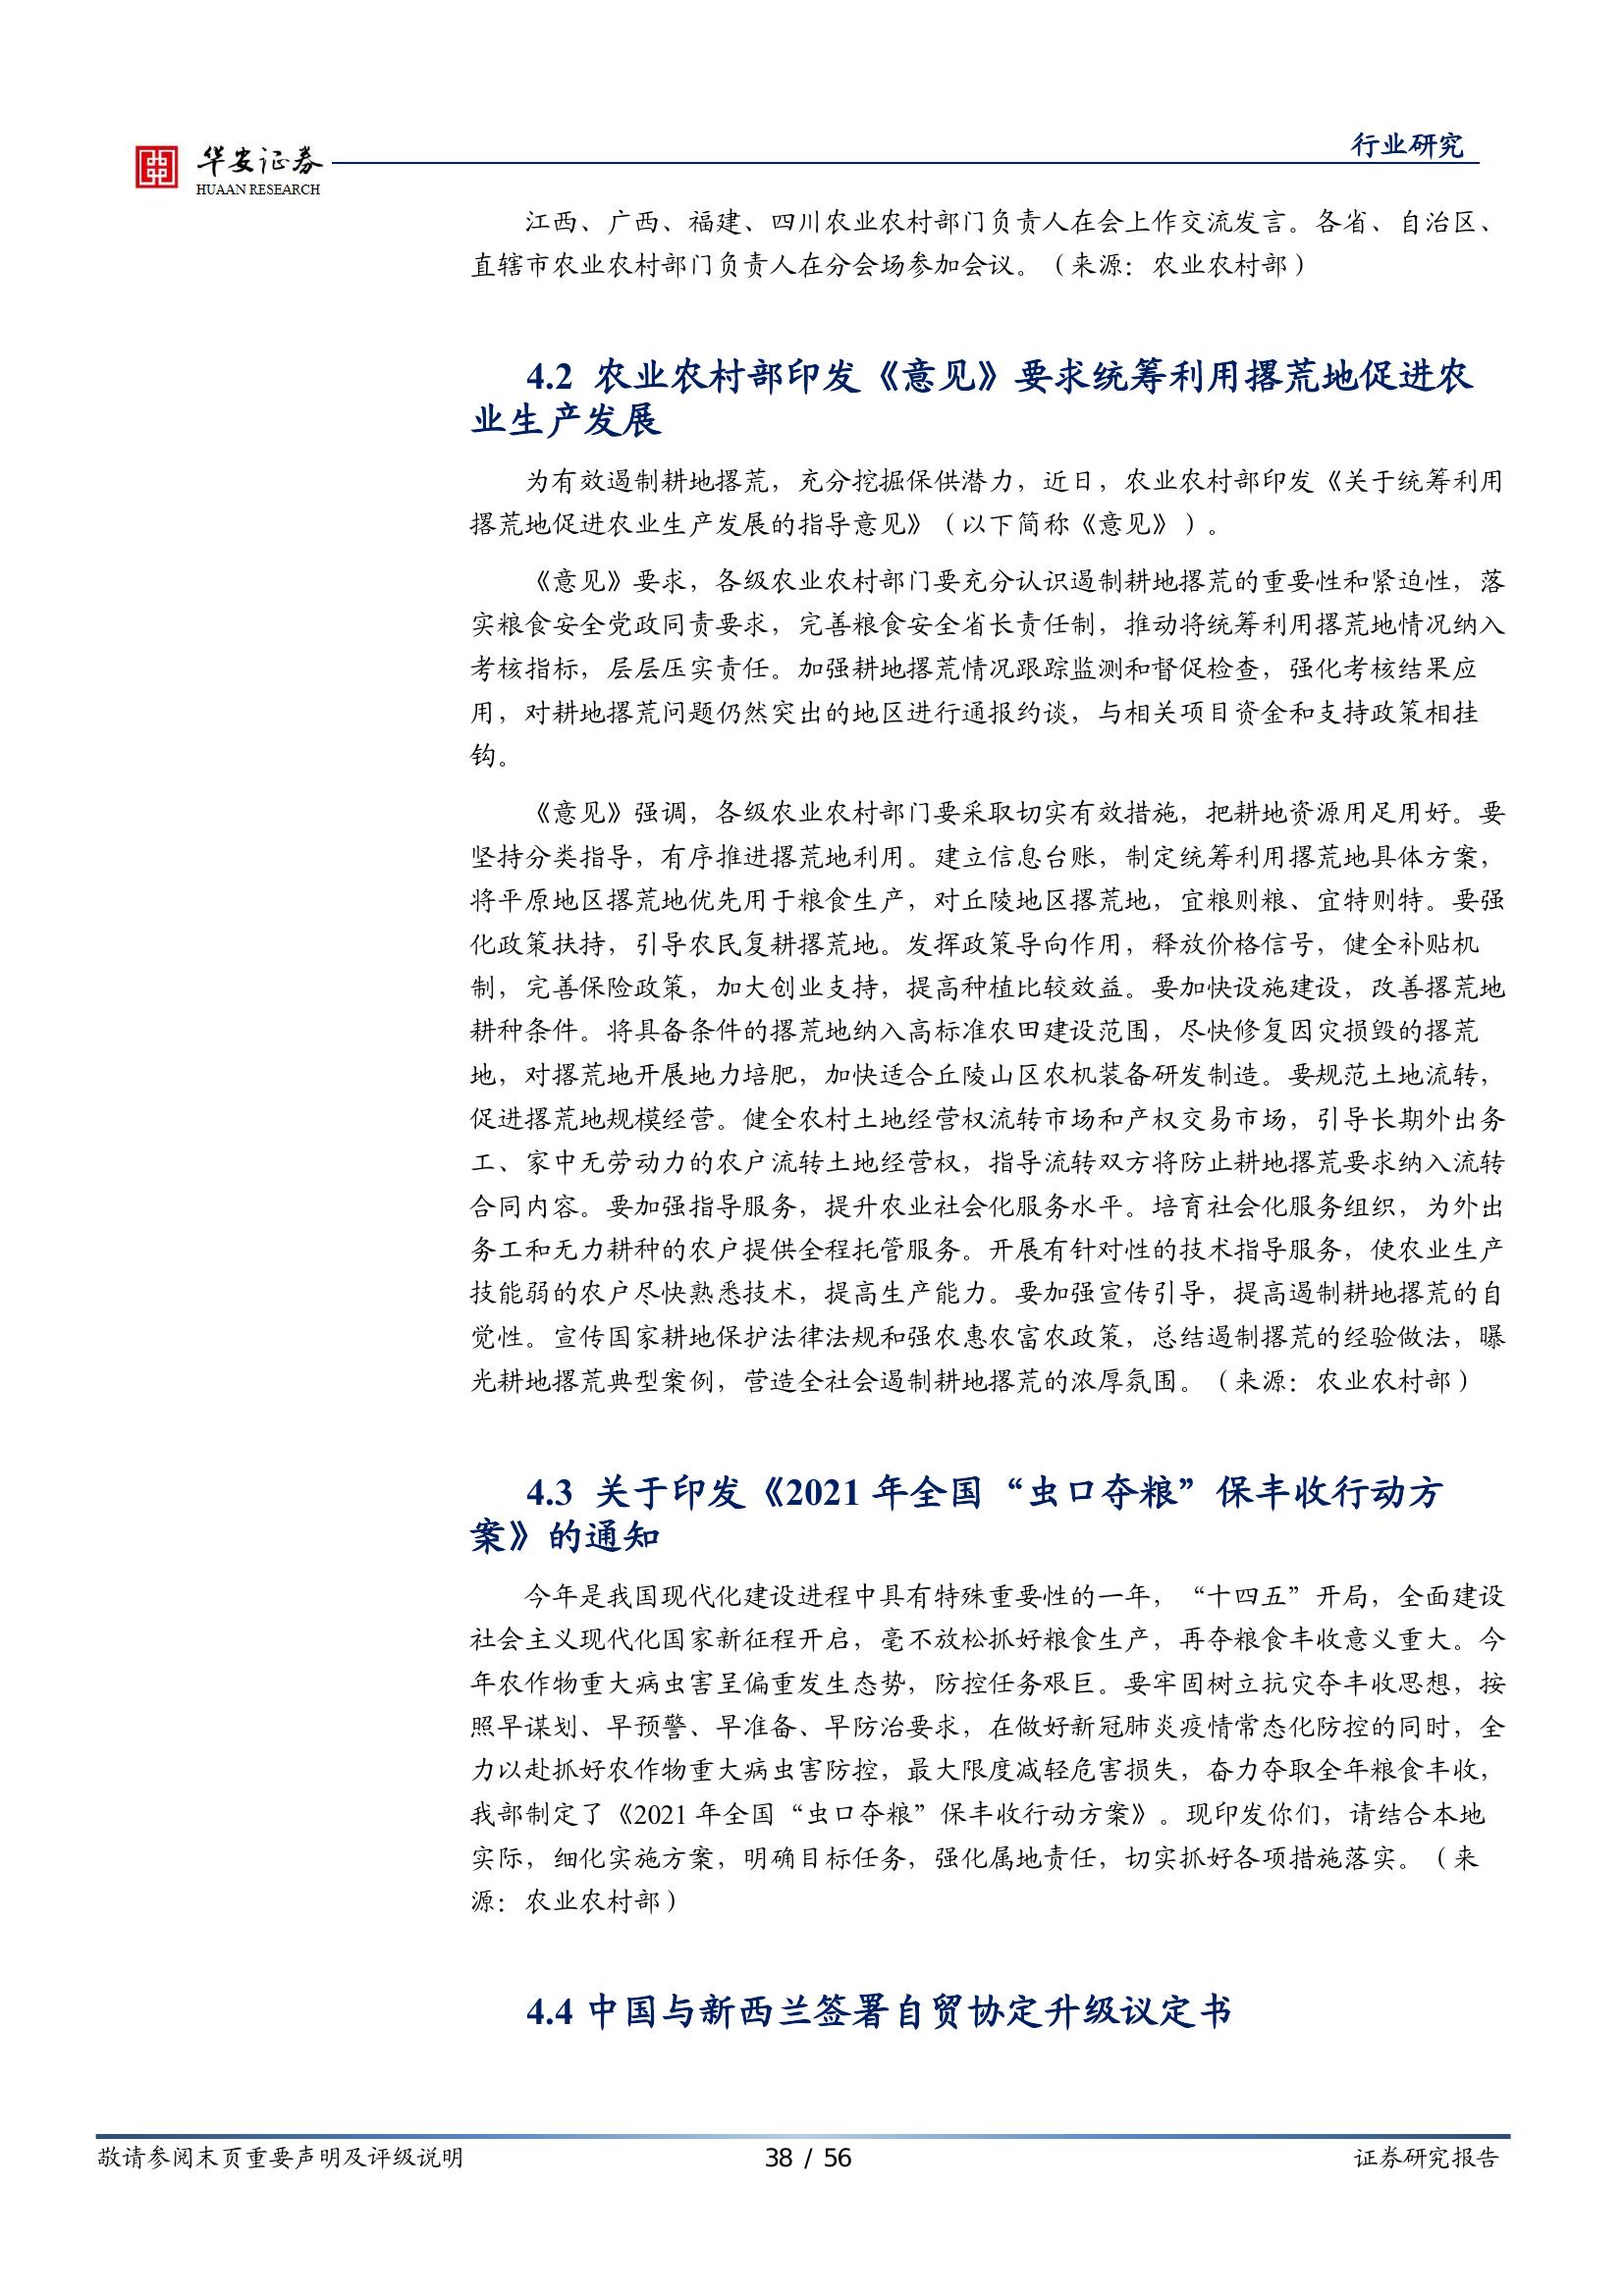 华安证券
HUAAN RESEARCH
行业研究
江西、广西、福建、四川农业农村部门负责人在会上作交流发言。各省、自治区、
直辖市农业农村部门负责人在分会场参加会议。（来源：农业农村部）
4.2 农业农村部印发《意见》要求统筹利用撂荒地促进农
业生产发展
为有效遏制耕地撂荒，充分挖掘保供潜力，近日，农业农村部印发《关于统筹利用
撂荒地促进农业生产发展的指导意见》（以下简称《意见》）。
《意见》要求，各级农业农村部门要充分认识遏制耕地撂荒的重要性和紧迫性，落
实粮食安全党政同责要求，完善粮食安全省长责任制，推动将统筹利用撂荒地情况纳入
考核指标，层层压实责任。加强耕地撂荒情况跟踪监测和督促检查，强化考核结果应
用，对耕地撂荒问题仍然突出的地区进行通报约谈，与相关项目资金和支持政策相挂
钩。
《意见》强调，各级农业农村部门要采取切实有效措施，把耕地资源用足用好。要
坚持分类指导，有序推进撂荒地利用。建立信息台账，制定统筹利用撂荒地具体方案，
将平原地区撂荒地优先用于粮食生产，对丘陵地区撂荒地，宜粮则粮、宜特则特。要强
化政策扶持，引导农民复耕撂荒地。发挥政策导向作用，释放价格信号，健全补贴机
制，完善保险政策，加大创业支持，提高种植比较效益。要加快设施建设，改善撂荒地
耕种条件。将具备条件的撂荒地纳入高标准农田建设范围，尽快修复因灾损毁的撂荒
地，对撂荒地开展地力培肥，加快适合丘陵山区农机装备研发制造。要规范土地流转，
促进撂荒地规模经营。健全农村土地经营权流转市场和产权交易市场，引导长期外出务
工、家中无劳动力的农户流转土地经营权，指导流转双方将防止耕地撂荒要求纳入流转
合同内容。要加强指导服务，提升农业社会化服务水平。培育社会化服务组织，为外出
务工和无力耕种的农户提供全程托管服务。开展有针对性的技术指导服务，使农业生产
技能弱的农户尽快熟悉技术，提高生产能力。要加强宣传引导，提高遏制耕地撂荒的自
觉性。宣传国家耕地保护法律法规和强农惠农富农政策，总结遏制撂荒的经验做法，曝
光耕地撂荒典型案例，营造全社会遏制耕地撂荒的浓厚氛围。（来源：农业农村部）
4.3 关于印发《2021 年全国“虫口夺粮”保丰收行动方
案》的通知
今年是我国现代化建设进程中具有特殊重要性的一年，“十四五”开局，全面建设
社会主义现代化国家新征程开启，毫不放松抓好粮食生产，再夺粮食丰收意义重大。今
年农作物重大病虫害呈偏重发生态势，防控任务艰巨。要牢固树立抗灾夺丰收思想，按
照早谋划、早预警、早准备、早防治要求，在做好新冠肺炎疫情常态化防控的同时，全
力以赴抓好农作物重大病虫害防控，最大限度减轻危害损失，奋力夺取全年粮食丰收，
我部制定了《2021 年全国“虫口夺粮”保丰收行动方案》。现印发你们，请结合本地
实际，细化实施方案，明确目标任务，强化属地责任，切实抓好各项措施落实。（来
源：农业农村部）
4.4 中国与新西兰签署自贸协定升级议定书
敬请参阅末页重要声明及评级说明
38 / 56
证券研究报告